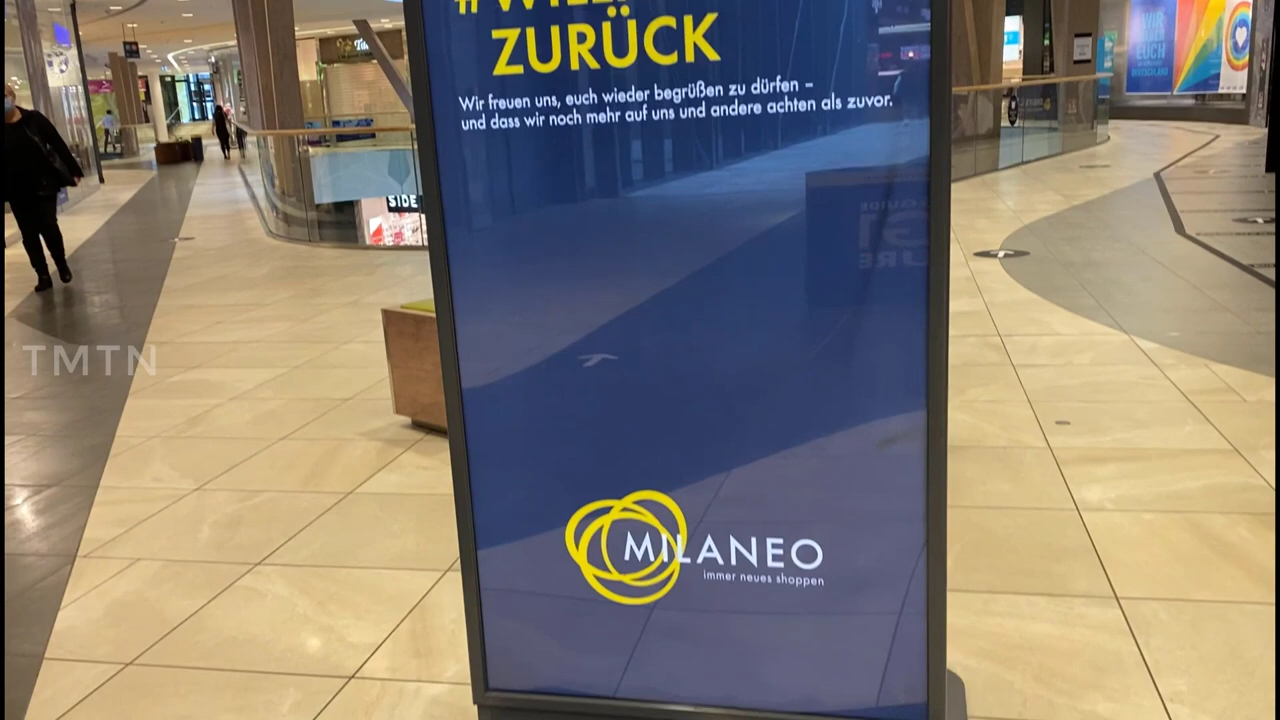 ZURÜCK
Wir freuen uns, euch wieder begrüßen zu dürfen –
und dass wir noch mehr auf uns und andere achten als zuvor.
SIDE
TMTN
MILANEO
immer neues shoppen